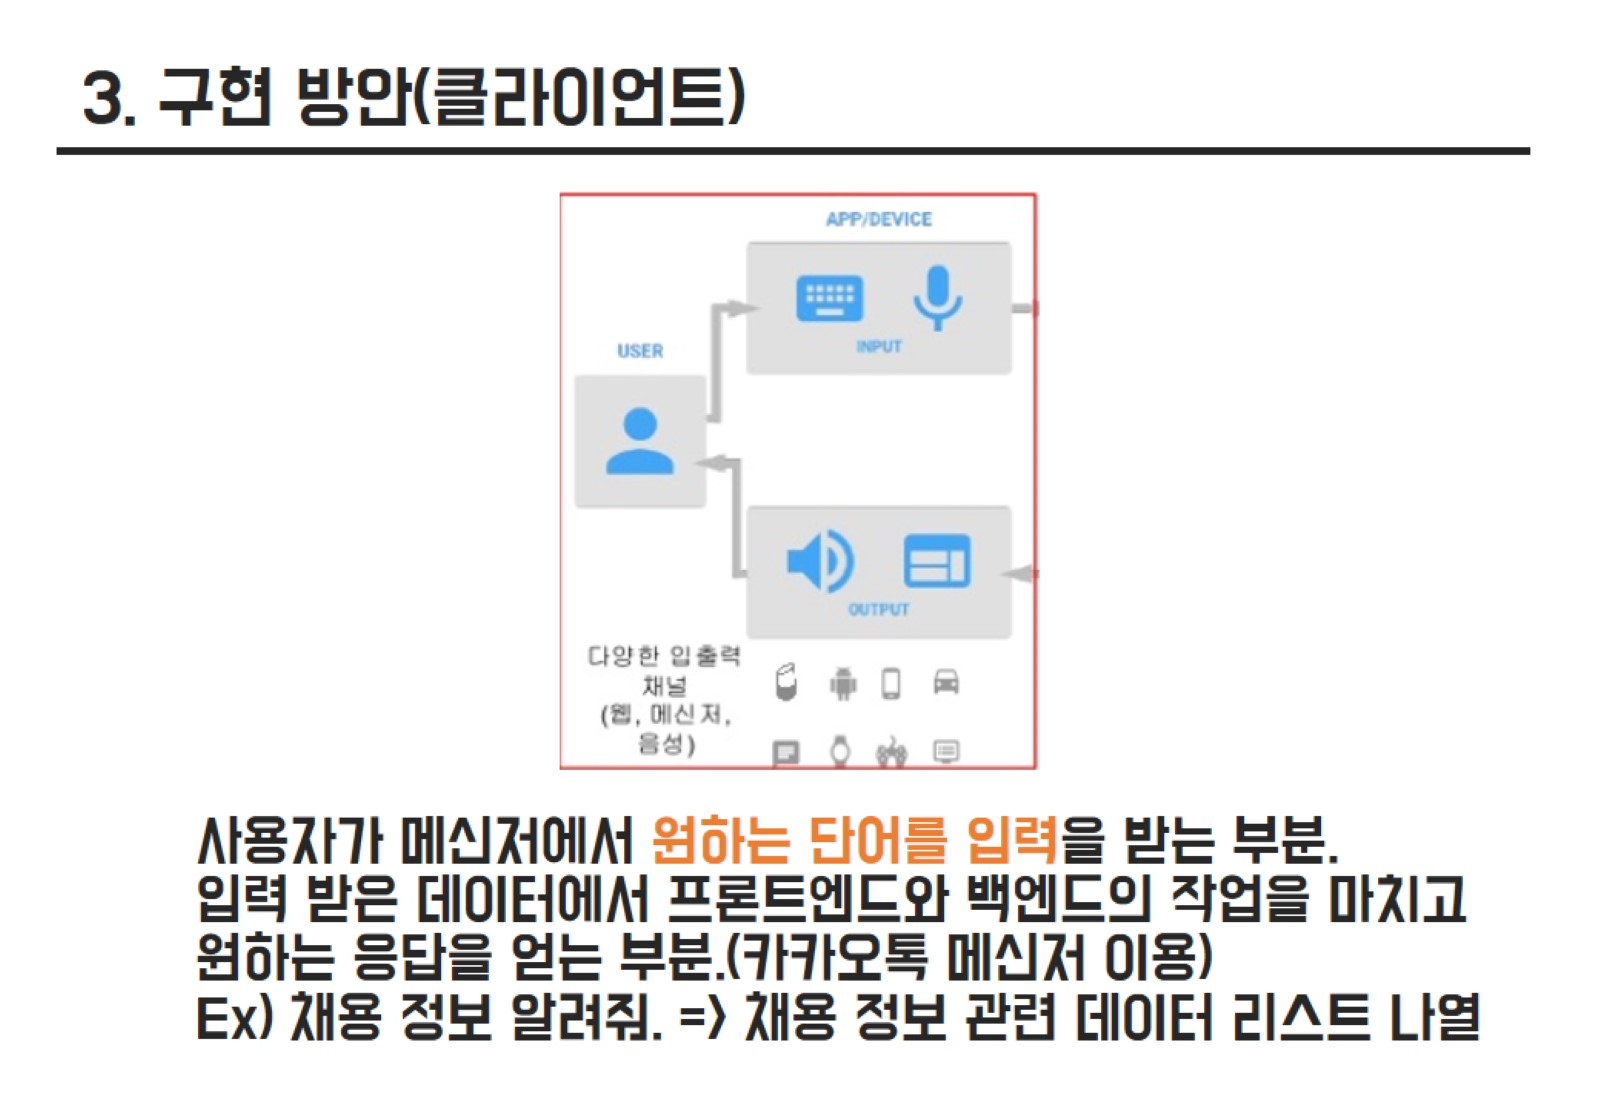 3. 구현 방안(클라이언트)
APP/DEVICE
INPUT
USER
OUTPUT
다양한 입출력
채널
(웹, 메신저,
음성)
사용자가 메신저에서 원하는 단어를 입력을 받는 부분.
입력 받은 데이터에서 프론트엔드와 백엔드의 작업을 마치고
원하는 응답을 얻는 부분.(카카오톡 메신저 이용)
Ex) 채용 정보 알려줘. => 채용 정보 관련 데이터 리스트 나열